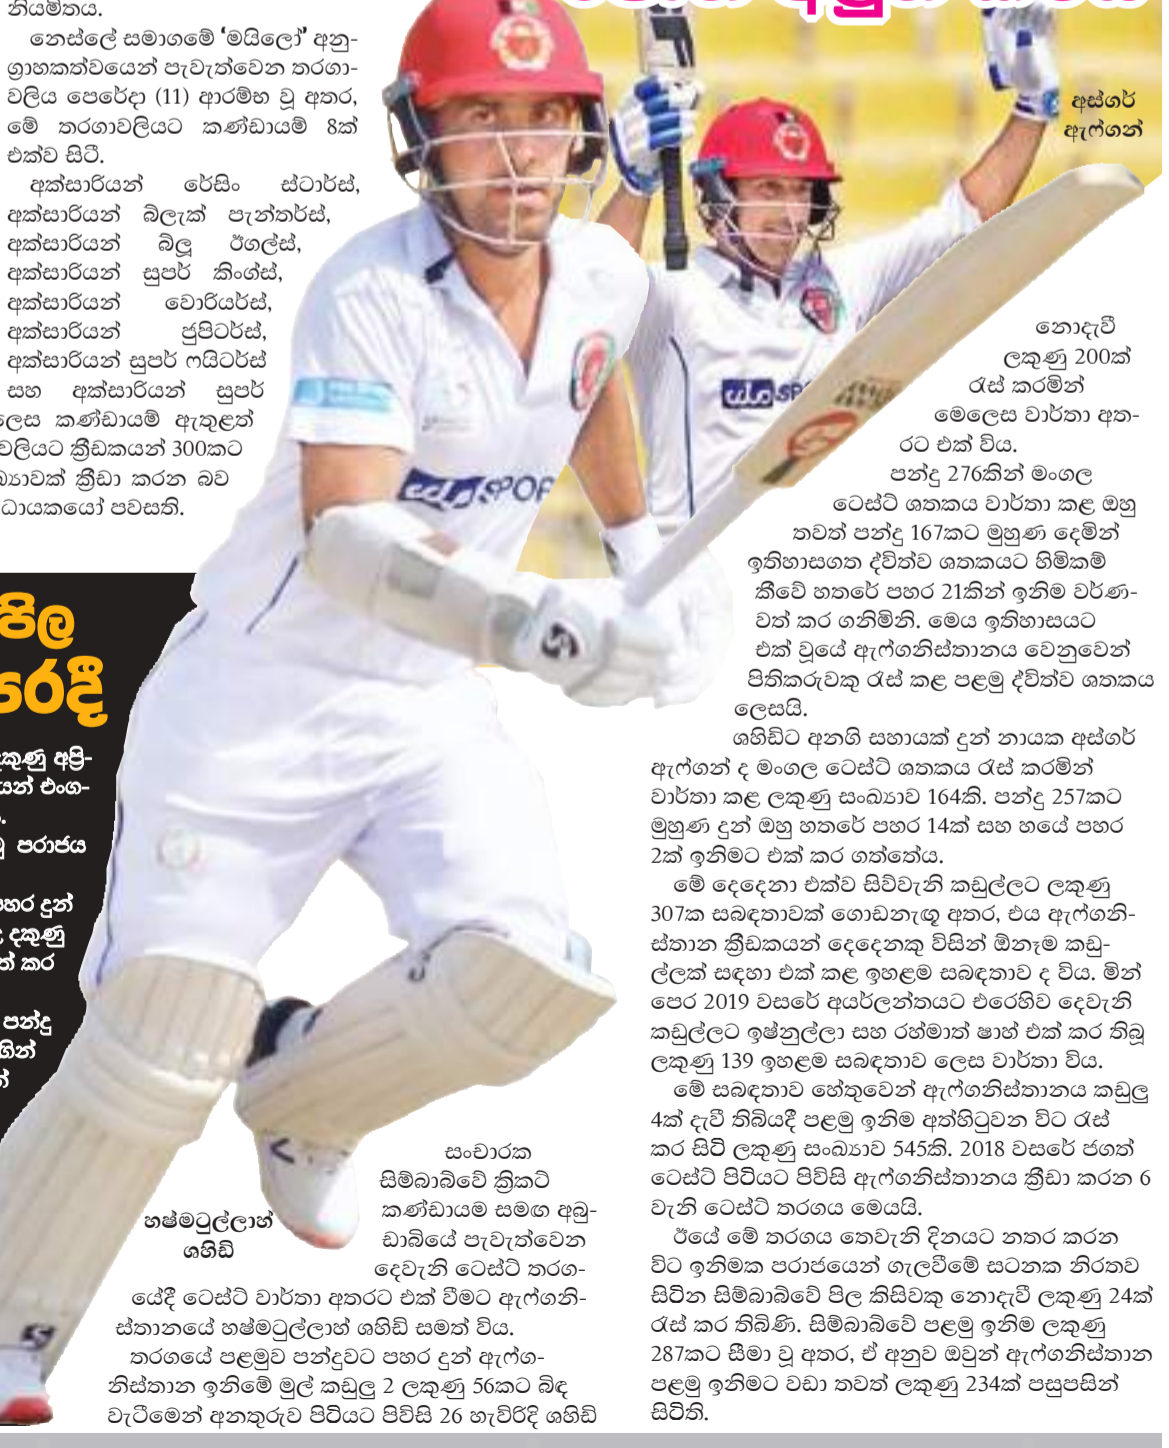 නියමිතය.
නෙස්ලේ සමාගමේ ‘මයිලෝ’ අනු-
ග්‍රාහකත්වයෙන් පැවැත්වෙන තරගා-
වලිය පෙරේදා (11) ආරම්භ වූ අතර,
මේ තරගාවලියට කණ්ඩායම් 8ක්
එක්ව සිටී.
අක්සාරියන් රේසිං ස්ටාර්ස්,
අක්සාරියන් බ්ලැක් පැන්තර්ස්,
අක්සාරියන් බ්ලූ ඊගල්ස්,
අක්සාරියන් සුපර් කිංග්ස්,
අක්සාරියන් වොරියර්ස්,
අක්සාරියන් ජුපිටර්ස්,
අක්සාරියන් සුපර් ෆයිටර්ස්
සහ අක්සාරියන් සුපර්
ලෙස කණ්ඩායම් ඇතුළත්
වලියට ක්‍රීඩකයන් 300කට
ඛ්‍යාවක් ක්‍රීඩා කරන බව
ධායකයෝ පවසති.
පිල
රෙදී
දකුණු අප්‍රි-
යන් එංග-
පරාජය
පහර දුන්
දකුණු
ත් කර
පන්දු
ගින්
අස්ගර්
ඇෆ්ගන්
හෂ්මටුල්ලාහ්
ශහිඩි
සංචාරක
සිම්බාබ්වේ ක්‍රිකට්
කණ්ඩායම සමඟ අබු-
ඩාබියේ පැවැත්වෙන
දෙවැනි ටෙස්ට් තරග-
යේදී ටෙස්ට් වාර්තා අතරට එක් වීමට ඇෆ්ගනි-
ස්තානයේ හෂ්මටුල්ලාහ් ශහිඩි සමත් විය.
තරගයේ පළමුව පන්දුවට පහර දුන් ඇෆ්ග-
නිස්තාන ඉනිමේ මුල් කඩුලු 2 ලකුණු 56කට බිඳ
වැටීමෙන් අනතුරුව පිටියට පිවිසි 26 හැවිරිදි ශහිඩි
නොදැවී
ලකුණු 200ක්
රැස් කරමින්
මෙලෙස වාර්තා අත-
රට එක් විය.
පන්දු 276කින් මංගල
ටෙස්ට් ශතකය වාර්තා කළ ඔහු
තවත් පන්දු 167කට මුහුණ දෙමින්
ඉතිහාසගත ද්විත්ව ශතකයට හිමිකම්
කීවේ හතරේ පහර 21කින් ඉනිම වර්ණ-
වත් කර ගනිමිනි. මෙය ඉතිහාසයට
එක් වූයේ ඇෆ්ගනිස්තානය වෙනුවෙන්
පිතිකරුවකු රැස් කළ පළමු ද්විත්ව ශතකය
ලෙසයි.
ශහිඩිට අනගි සහායක් දුන් නායක අස්ගර්
ඇෆ්ගන් ද මංගල ටෙස්ට් ශතකය රැස් කරමින්
වාර්තා කළ ලකුණු සංඛ්‍යාව 164කි. පන්දු 257කට
මුහුණ දුන් ඔහු හතරේ පහර 14ක් සහ හයේ පහර
2ක් ඉනිමට එක් කර ගත්තේය.
මේ දෙදෙනා එක්ව සිව්වැනි කඩුල්ලට ලකුණු
307ක සබඳතාවක් ගොඩනැඟූ අතර, එය ඇෆ්ගනි-
ස්තාන ක්‍රීඩකයන් දෙදෙනකු විසින් ඕනෑම කඩු-
ල්ලක් සඳහා එක් කළ ඉහළම සබඳතාව ද විය. මින්
පෙර 2019 වසරේ අයර්ලන්තයට එරෙහිව දෙවැනි
කඩුල්ලට ඉෂ්නුල්ලා සහ රහ්මාත් ෂාහ් එක් කර තිබූ
ලකුණු 139 ඉහළම සබඳතාව ලෙස වාර්තා විය.
මේ සබඳතාව හේතුවෙන් ඇෆ්ගනිස්තානය කඩුලු
4ක් දැවී තිබියදී පළමු ඉනිම අත්හිටුවන විට රැස්
කර සිටි ලකුණු සංඛ්‍යාව 545කි. 2018 වසරේ ජගත්
ටෙස්ට් පිටියට පිවිසි ඇෆ්ගනිස්තානය ක්‍රීඩා කරන 6
වැනි ටෙස්ට් තරගය මෙයයි.
ඊයේ මේ තරගය තෙවැනි දිනයට නතර කරන
විට ඉනිමක පරාජයෙන් ගැලවීමේ සටනක නිරතව
සිටින සිම්බාබ්වේ පිල කිසිවකු නොදැවී ලකුණු 24ක්
රැස් කර තිබිණි. සිම්බාබ්වේ පළමු ඉනිම ලකුණු
287කට සීමා වූ අතර, ඒ අනුව ඔවුන් ඇෆ්ගනිස්තාන
පළමු ඉනිමට වඩා තවත් ලකුණු 234ක් පසුපසින්
සිටිති.